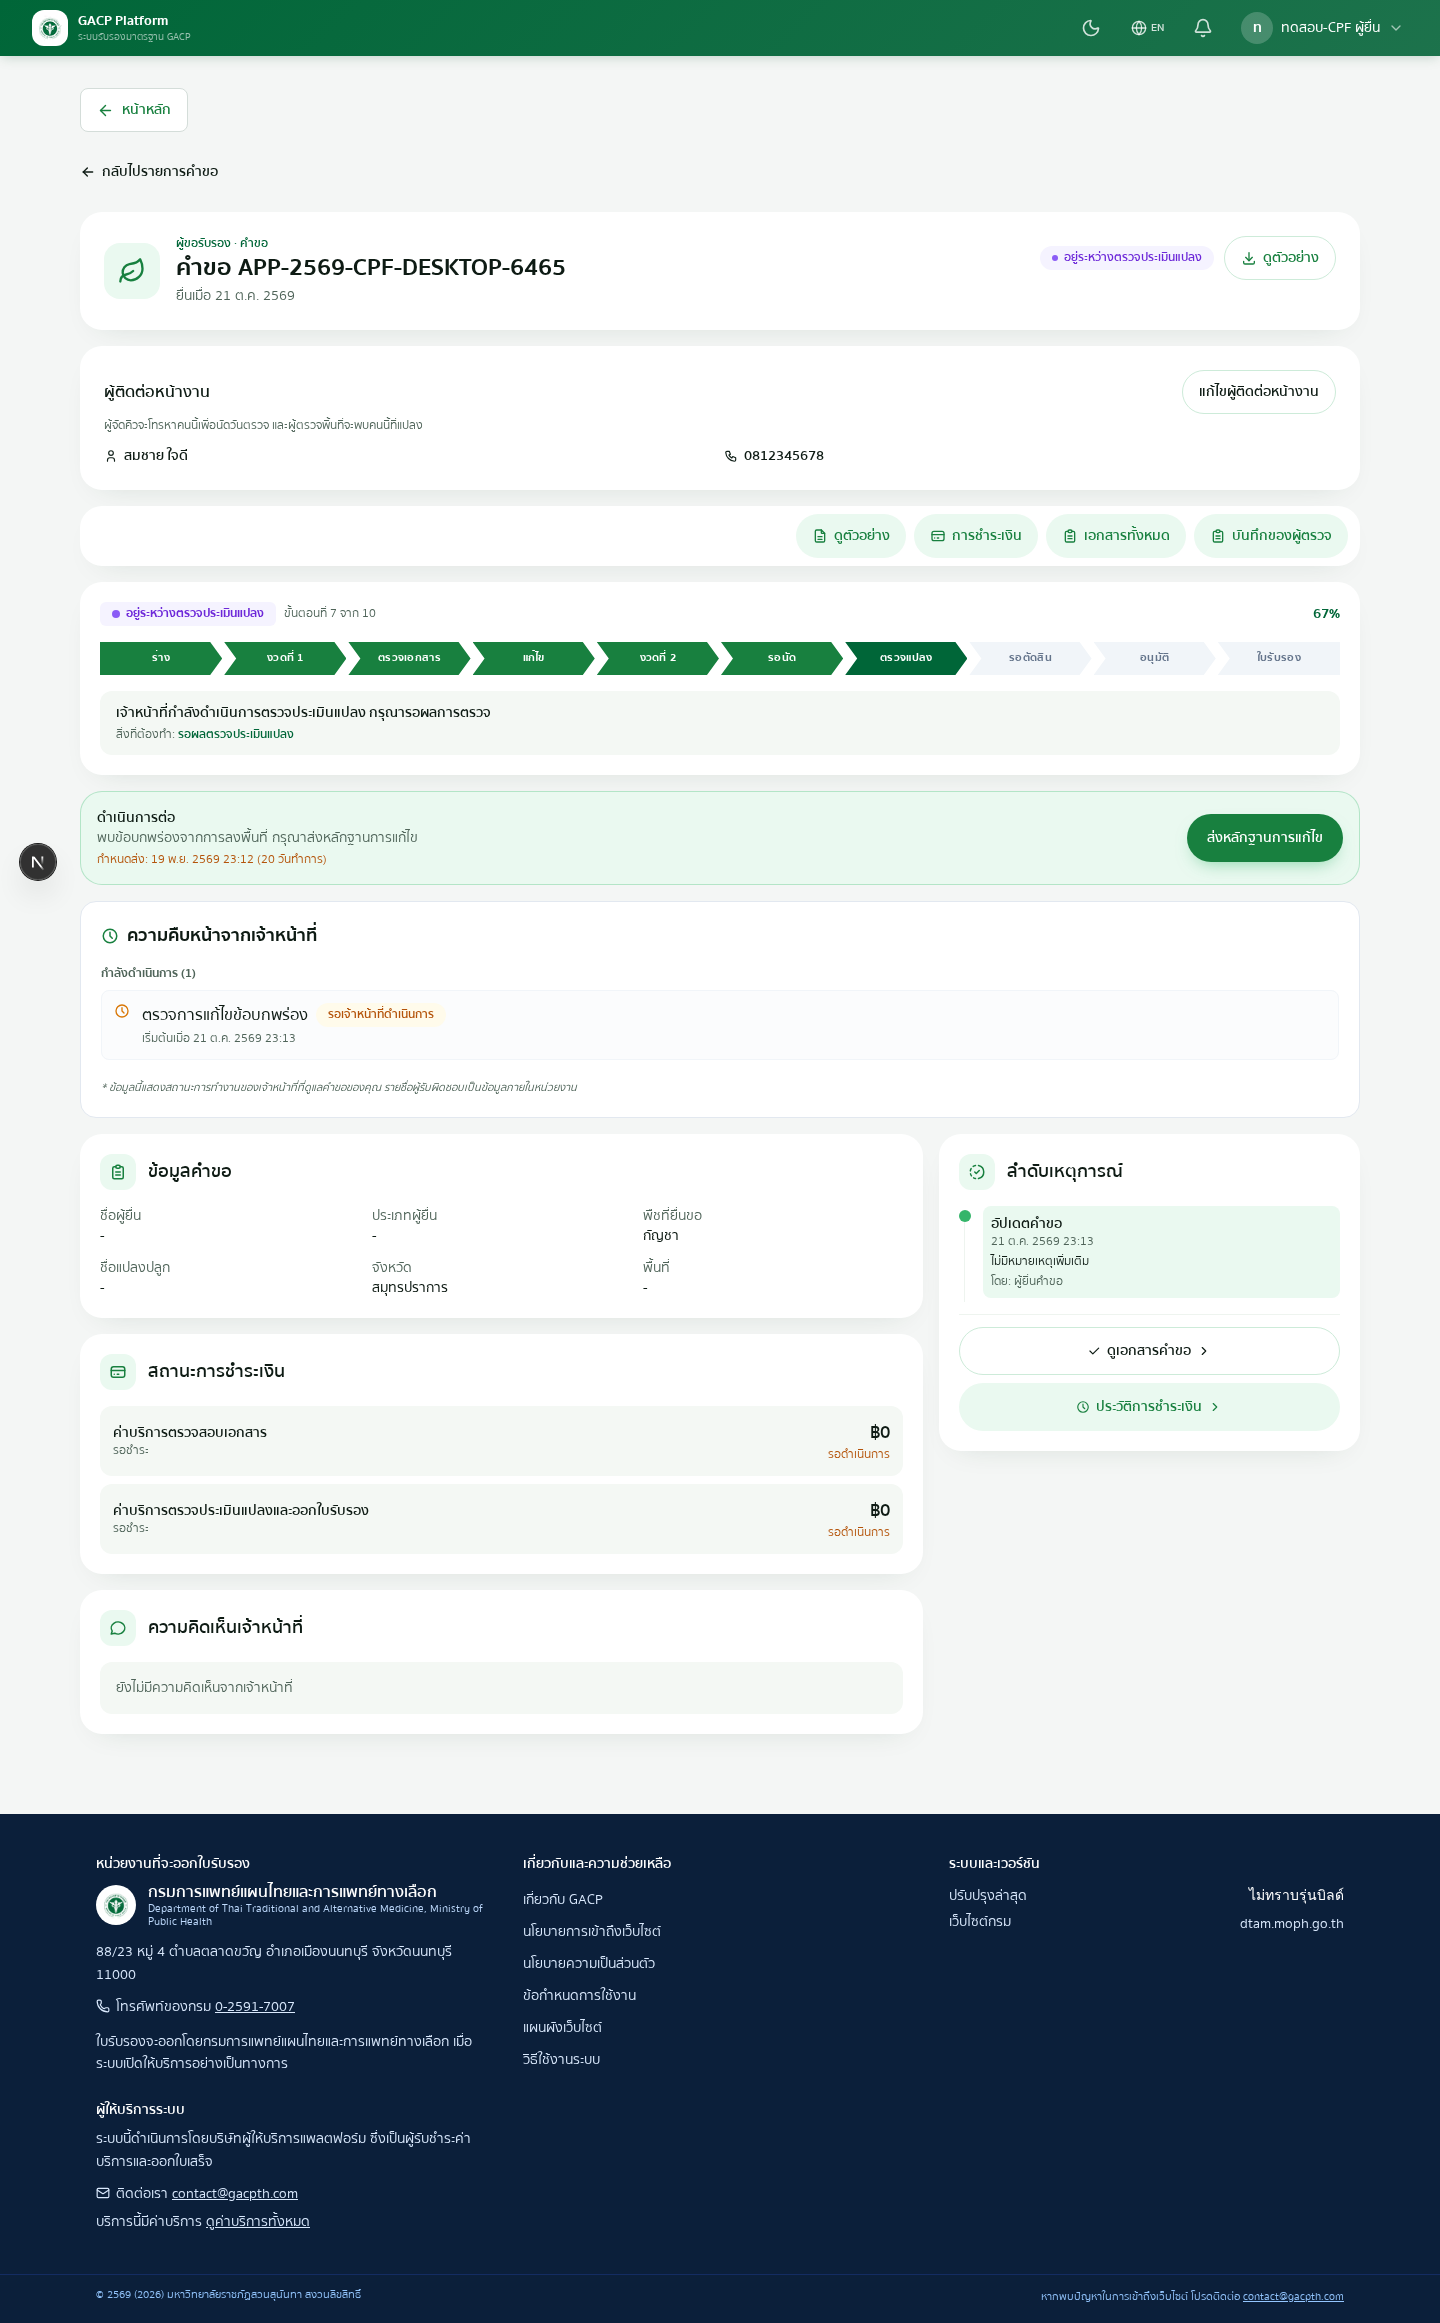 GACP Platform
ระบบรับรองมาตรฐาน GACP
EN
ท
ทดสอบ-CPF ผู้ยื่น
หน้าหลัก
กลับไปรายการคำขอ
ผู้ขอรับรอง · คำขอ
คำขอ APP-2569-CPF-DESKTOP-6465
ยื่นเมื่อ 21 ต.ค. 2569
อยู่ระหว่างตรวจประเมินแปลง
ดูตัวอย่าง
ผู้ติดต่อหน้างาน
แก้ไขผู้ติดต่อหน้างาน
ผู้จัดคิวจะโทรหาคนนี้เพื่อนัดวันตรวจ และผู้ตรวจพื้นที่จะพบคนนี้ที่แปลง
สมชาย ใจดี
0812345678
ดูตัวอย่าง
การชำระเงิน
เอกสารทั้งหมด
บันทึกของผู้ตรวจ
อยู่ระหว่างตรวจประเมินแปลง
ขั้นตอนที่ 7 จาก 10
67%
ร่าง
งวดที่ 1
ตรวจเอกสาร
แก้ไข
งวดที่ 2
รอนัด
ตรวจแปลง
รอตัดสิน
อนุมัติ
ใบรับรอง
เจ้าหน้าที่กำลังดำเนินการตรวจประเมินแปลง กรุณารอผลการตรวจ
สิ่งที่ต้องทำ: รอผลตรวจประเมินแปลง
ดำเนินการต่อ
พบข้อบกพร่องจากการลงพื้นที่ กรุณาส่งหลักฐานการแก้ไข
กำหนดส่ง: 19 พ.ย. 2569 23:12 (20 วันทำการ)
ส่งหลักฐานการแก้ไข
N
ความคืบหน้าจากเจ้าหน้าที่
กำลังดำเนินการ (1)
ตรวจการแก้ไขข้อบกพร่อง
รอเจ้าหน้าที่ดำเนินการ
เริ่มต้นเมื่อ 21 ต.ค. 2569 23:13
* ข้อมูลนี้แสดงสถานะการทำงานของเจ้าหน้าที่ที่ดูแลคำขอของคุณ รายชื่อผู้รับผิดชอบเป็นข้อมูลภายในหน่วยงาน
ข้อมูลคำขอ
ชื่อผู้ยื่น
ประเภทผู้ยื่น
พืชที่ยื่นขอ
-
-
กัญชา
ชื่อแปลงปลูก
จังหวัด
พื้นที่
-
สมุทรปราการ
-
ลำดับเหตุการณ์
อัปเดตคำขอ
21 ต.ค. 2569 23:13
ไม่มีหมายเหตุเพิ่มเติม
โดย: ผู้ยื่นคำขอ
ดูเอกสารคำขอ
ประวัติการชำระเงิน
สถานะการชำระเงิน
ค่าบริการตรวจสอบเอกสาร
รอชำระ
฿0
รอดำเนินการ
ค่าบริการตรวจประเมินแปลงและออกใบรับรอง
รอชำระ
฿0
รอดำเนินการ
ความคิดเห็นเจ้าหน้าที่
ยังไม่มีความคิดเห็นจากเจ้าหน้าที่
หน่วยงานที่จะออกใบรับรอง
กรมการแพทย์แผนไทยและการแพทย์ทางเลือก
Department of Thai Traditional and Alternative Medicine, Ministry of
Public Health
88/23 หมู่ 4 ตำบลตลาดขวัญ อำเภอเมืองนนทบุรี จังหวัดนนทบุรี
11000
โทรศัพท์ของกรม 0-2591-7007
ใบรับรองจะออกโดยกรมการแพทย์แผนไทยและการแพทย์ทางเลือก เมื่อ
ระบบเปิดให้บริการอย่างเป็นทางการ
ผู้ให้บริการระบบ
ระบบนี้ดำเนินการโดยบริษัทผู้ให้บริการแพลตฟอร์ม ซึ่งเป็นผู้รับชำระค่า
บริการและออกใบเสร็จ
ติดต่อเรา contact@gacpth.com
บริการนี้มีค่าบริการ ดูค่าบริการทั้งหมด
เกี่ยวกับและความช่วยเหลือ
เกี่ยวกับ GACP
นโยบายการเข้าถึงเว็บไซต์
นโยบายความเป็นส่วนตัว
ข้อกำหนดการใช้งาน
แผนผังเว็บไซต์
วิธีใช้งานระบบ
ระบบและเวอร์ชัน
ปรับปรุงล่าสุด
ไม่ทราบรุ่นบิลด์
เว็บไซต์กรม
dtam.moph.go.th
© 2569 (2026) มหาวิทยาลัยราชภัฏสวนสุนันทา สงวนลิขสิทธิ์
หากพบปัญหาในการเข้าถึงเว็บไซต์ โปรดติดต่อ contact@gacpth.com